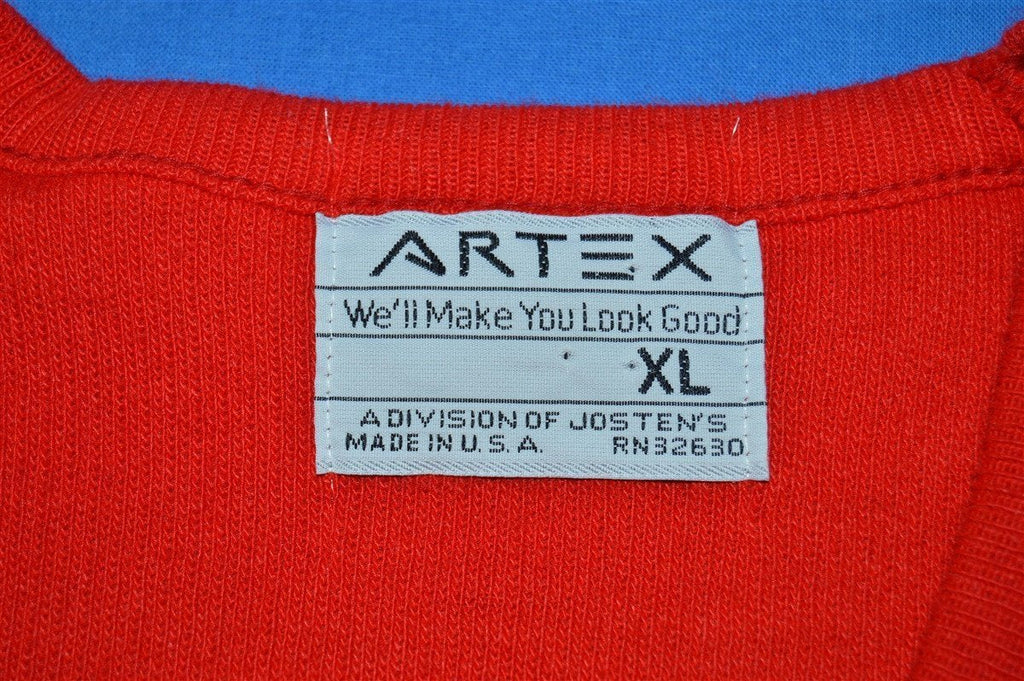 ARTEX
We'll Make You Look Good
XL
A DIVISION OF JOSTEN'S
MADE IN U.S.A. RN32630